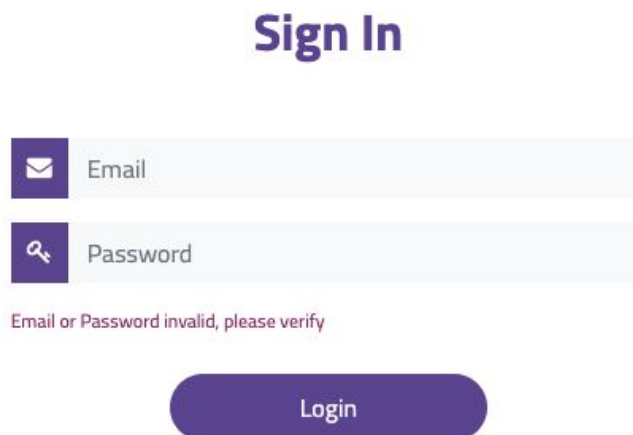 Sign In
Email
Password
Email or Password invalid, please verify
Login